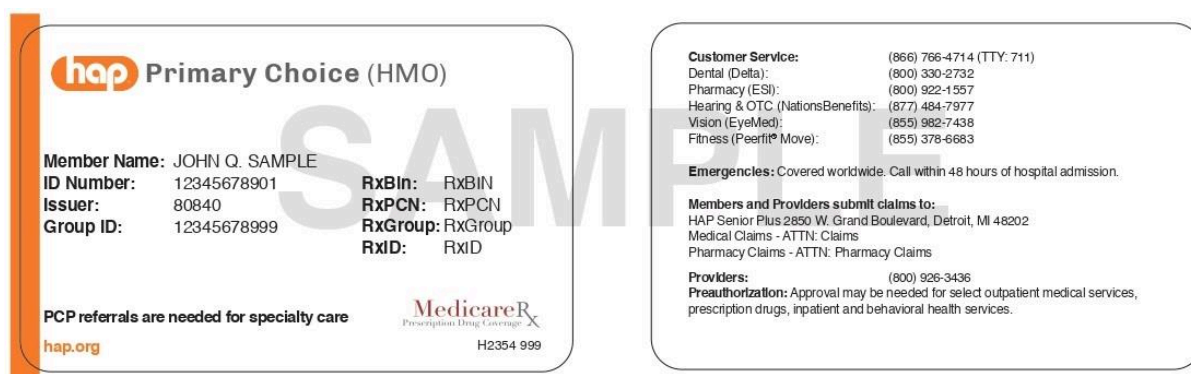 hap Primary Choice (HMO)
Member Name: JOHN Q. SAMPLE
ID Number: 12345678901
Issuer: 80840
Group ID: 12345678999
RxBin: RxBIN
RxPCN: RxPCN
RxGroup: RxGroup
RxID: RxID
PCP referrals are needed for specialty care
hap.org
MedicareRx
Prescription Drug Coverage
H2354 999
SAMPLE
Customer Service: (866) 766-4714 (TTY: 711)
Dental (Delta): (800) 330-2732
Pharmacy (ESI): (800) 922-1557
Hearing & OTC (NationsBenefits): (877) 484-7977
Vision (EyeMed): (855) 982-7438
Fitness (Peerfit® Move): (855) 378-6683
Emergencies: Covered worldwide. Call within 48 hours of hospital admission.
Members and Providers submit claims to:
HAP Senior Plus 2850 W. Grand Boulevard, Detroit, MI 48202
Medical Claims - ATTN: Claims
Pharmacy Claims - ATTN: Pharmacy Claims
Providers: (800) 926-3436
Preauthorization: Approval may be needed for select outpatient medical services,
prescription drugs, inpatient and behavioral health services.